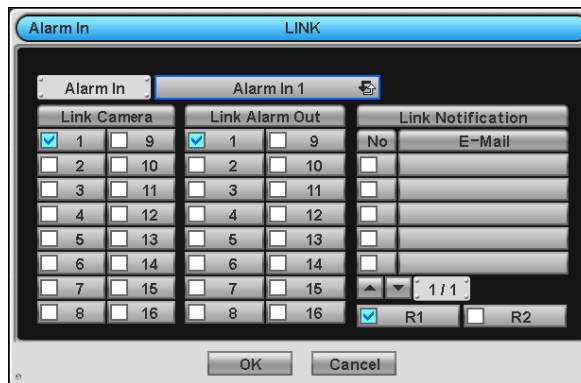 Alarm In LINK
Alarm In Alarm In 1
Link Camera Link Alarm Out Link Notification
1 9 1 9 No E-Mail
2 10 2 10
3 11 3 11
4 12 4 12
5 13 5 13
6 14 6 14
7 15 7 15 1/1
8 16 8 16 R1 R2
OK Cancel
e